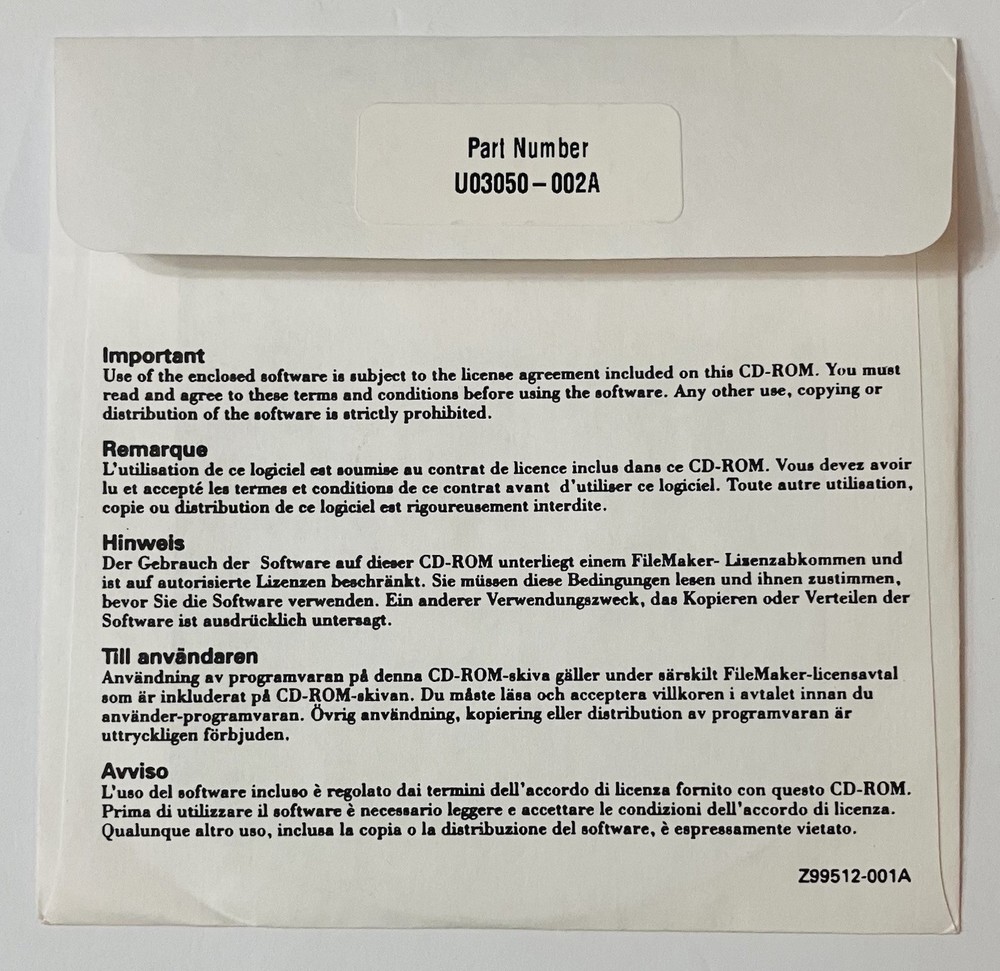 Part Number
U03050-002A
Important
Use of the enclosed software is subject to the license agreement included on this CD-ROM. You must
read and agree to these terms and conditions before using the software. Any other use, copying or
distribution of the software is strictly prohibited.
Remarque
L'utilisation de ce logiciel est soumise au contrat de licence inclus dans ce CD-ROM. Vous devez avoir
lu et accepté les termes et conditions de ce contrat avant d'utiliser ce logiciel. Toute autre utilisation,
copie ou distribution de ce logiciel est rigoureusement interdite.
Hinweis
Der Gebrauch der Software auf dieser CD-ROM unterliegt einem FileMaker- Lisenzabkommen und
ist auf autorisierte Lizenzen beschränkt. Sie müssen diese Bedingungen lesen und ihnen zustimmen,
bevor Sie die Software verwenden. Ein anderer Verwendungszweck, das Kopieren oder Verteilen der
Software ist ausdrücklich untersagt.
Till användaren
Användning av programvaran på denna CD-ROM-skiva gäller under särskilt FileMaker-licensavtal
som är inkluderat på CD-ROM-skivan. Du måste läsa och acceptera villkoren i avtalet innan du
använder-programvaran. Övrig användning, kopiering eller distribution av programvaran är
uttryckligen förbjuden.
Avviso
L'uso del software incluso è regolato dai termini dell'accordo di licenza fornito con questo CD-ROM.
Prima di utilizzare il software è necessario leggere e accettare le condizioni dell'accordo di licenza.
Qualunque altro uso, inclusa la copia o la distribuzione del software, è espressamente vietato.
Z99512-001A